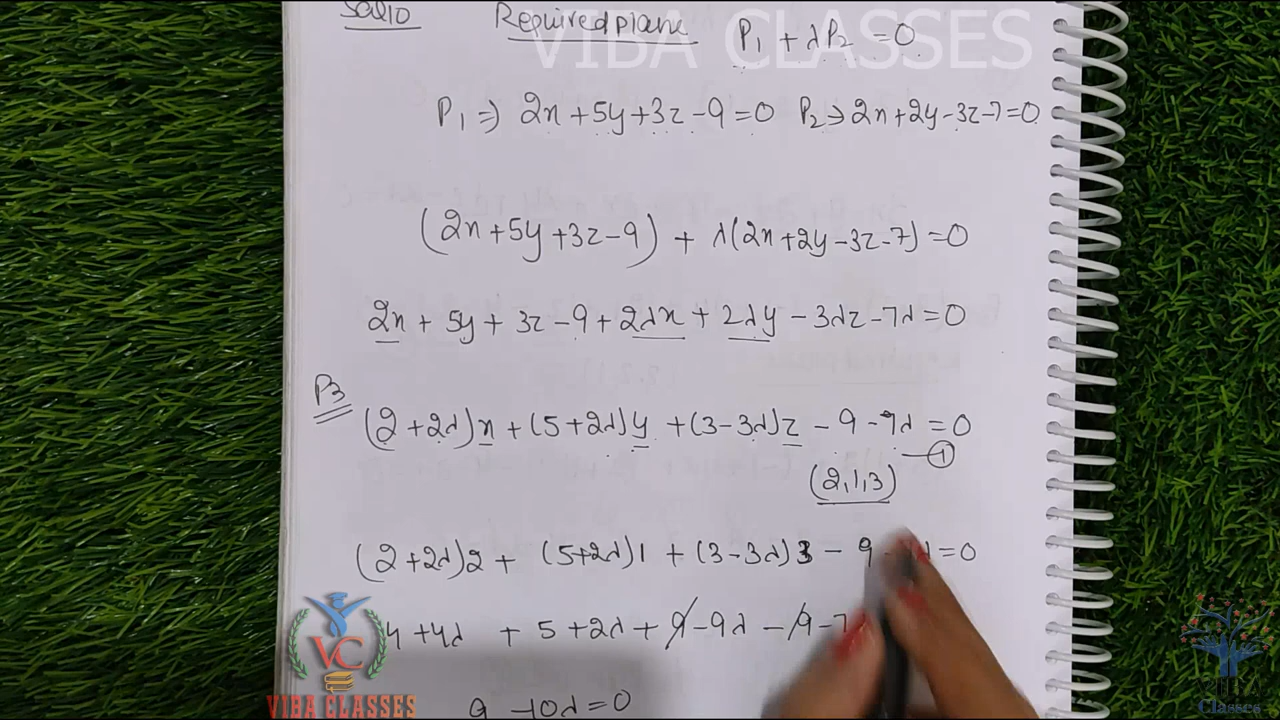 Soln Required plane P₁ + λP₂ = 0
VIBA CLASSES
P₁ ⇒ 2x + 5y + 3z - 9 = 0 P₂ → 2x + 2y - 3z - 7 = 0
(2x + 5y + 3z - 9) + λ(2x + 2y - 3z - 7) = 0
2x + 5y + 3z - 9 + 2λx + 2λy - 3λz - 7λ = 0
P3
(2 + 2λ)x + (5 + 2λ)y + (3 - 3λ)z - 9 - 7λ = 0
—①
(2, 1, 3)
(2 + 2λ)2 + (5 + 2λ)1 + (3 - 3λ)3 - 9 - λ = 0
4 + 4λ + 5 + 2λ + 9 - 9λ - 9 - 7
9 - 10λ = 0
VC
VIBA CLASSES
VIBA
Classes